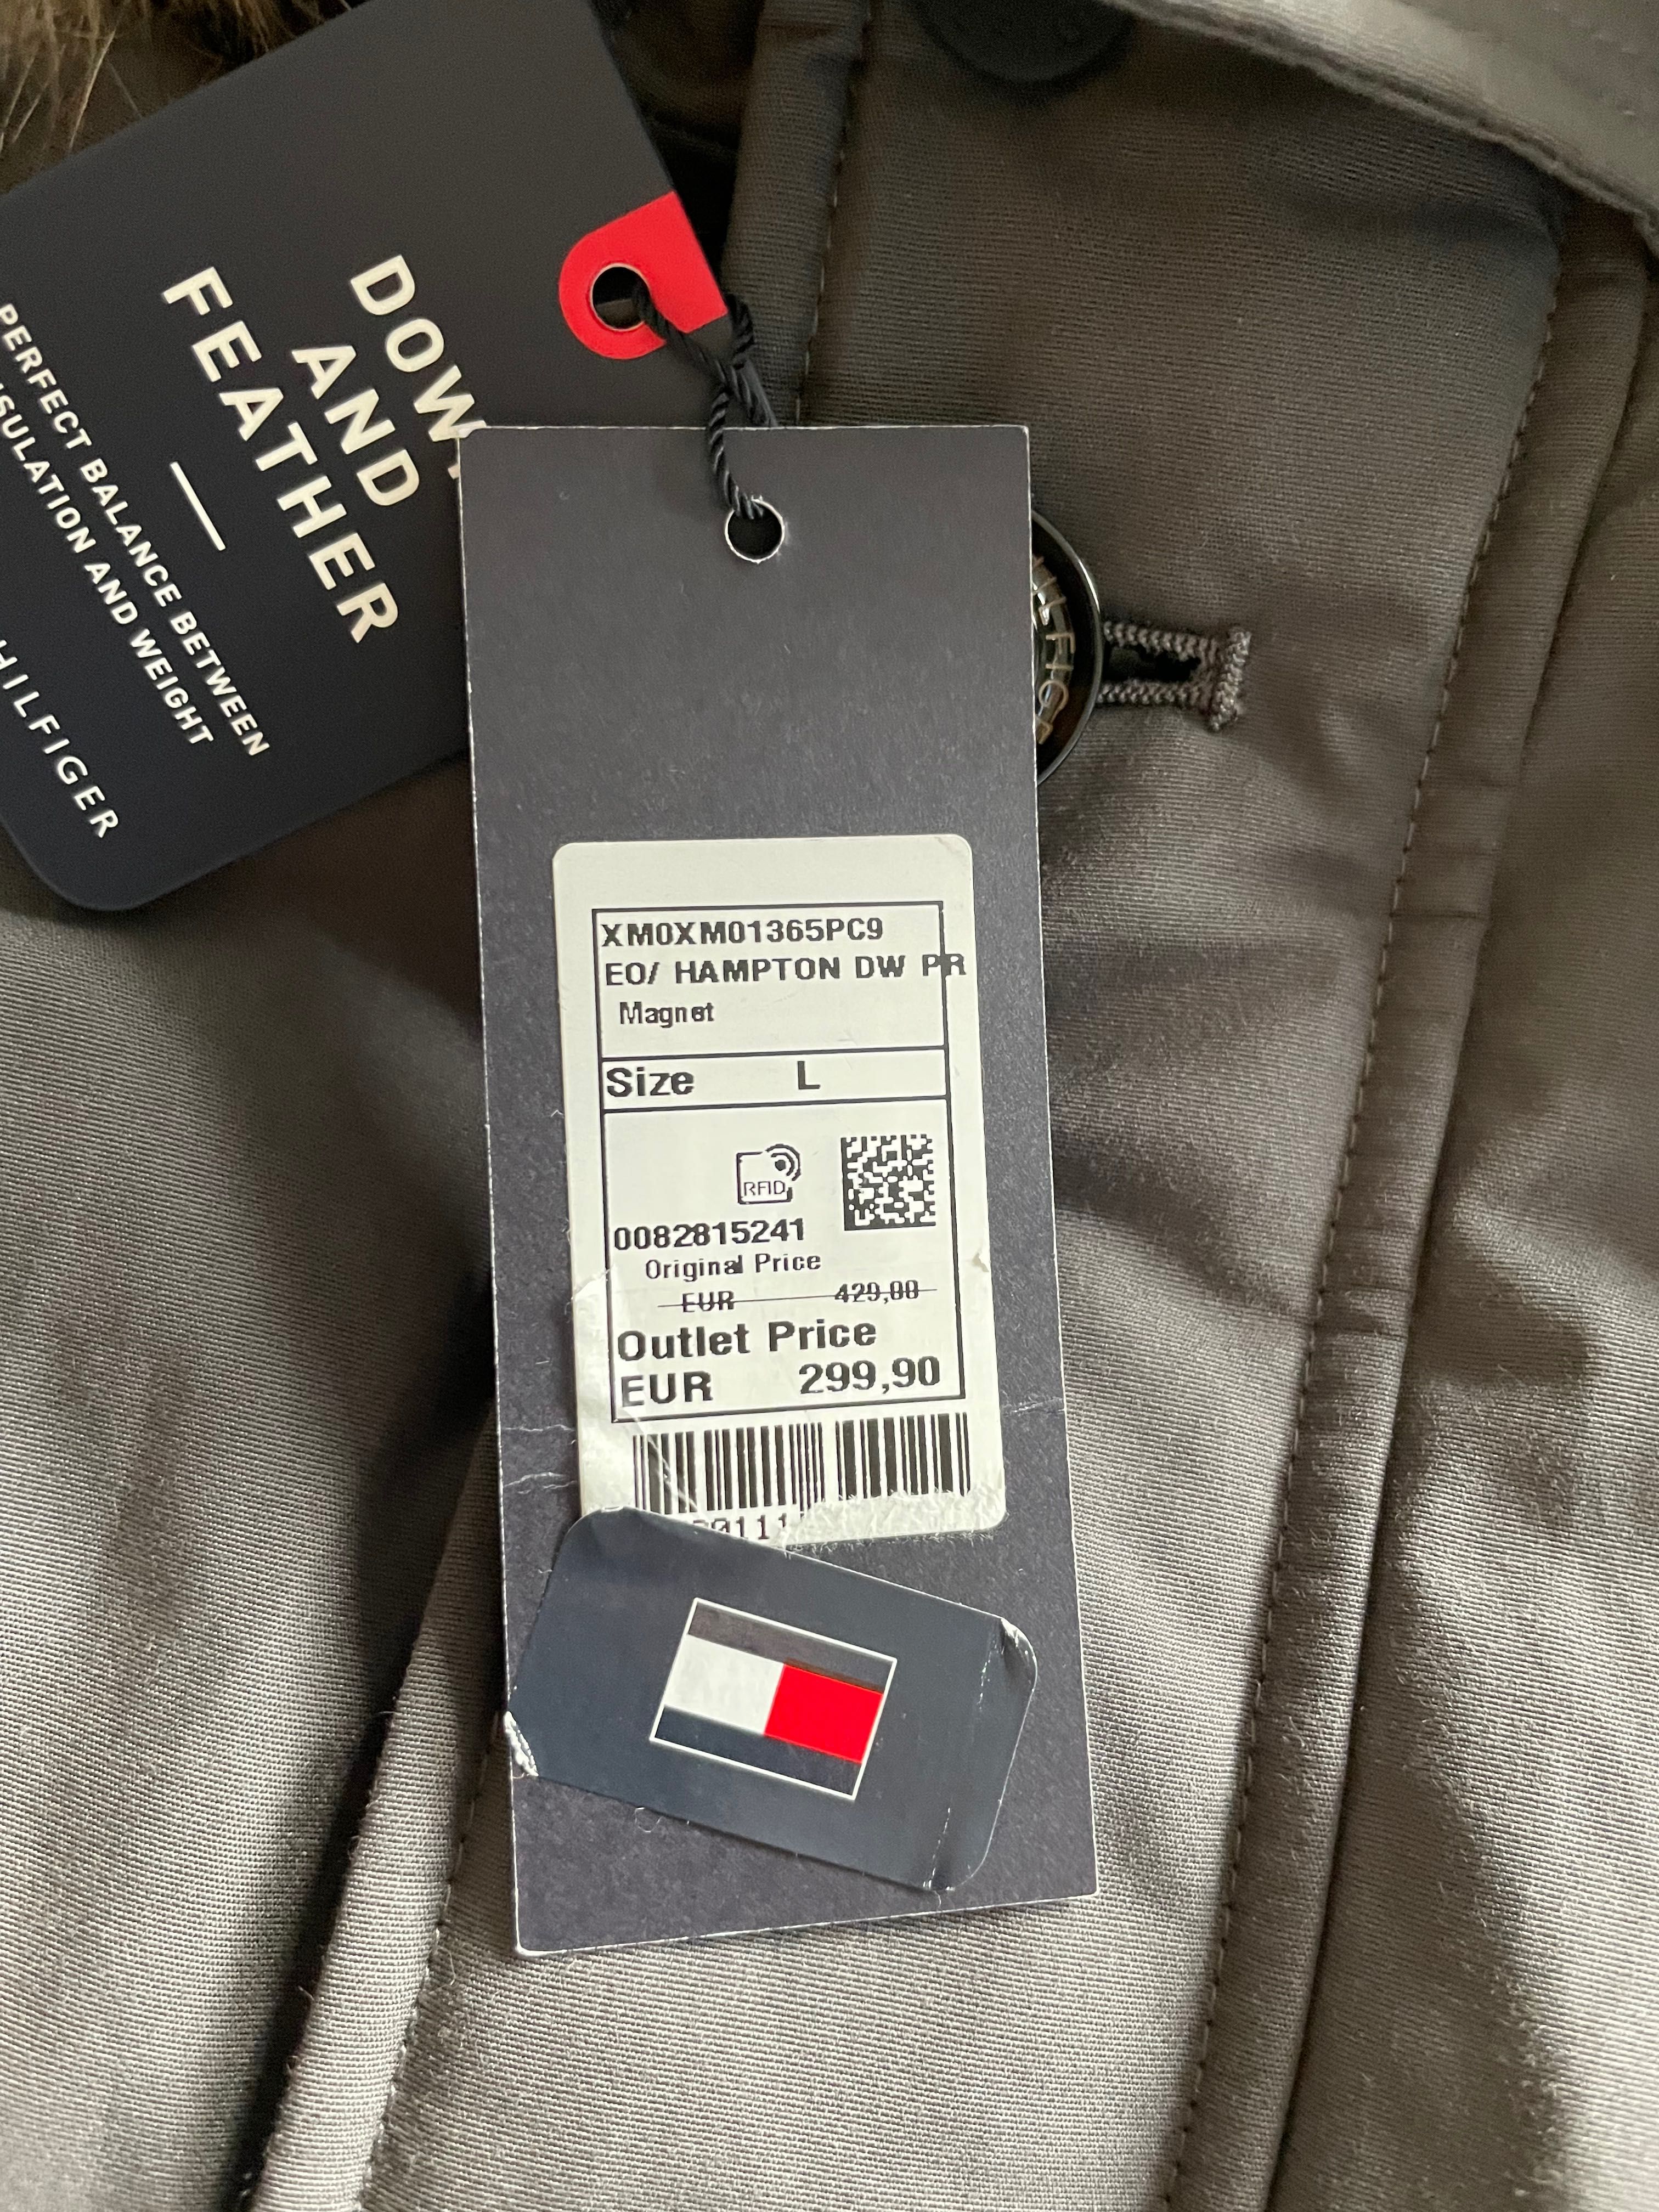 DOWN
AND
FEATHER
PERFECT BALANCE BETWEEN
INSULATION AND WEIGHT
HILFIGER
XM0XM01365PC9
EO/ HAMPTON DW PR
Magnet
Size L
RFID
0082815241
Original Price
EUR 429,00
Outlet Price
EUR 299,90